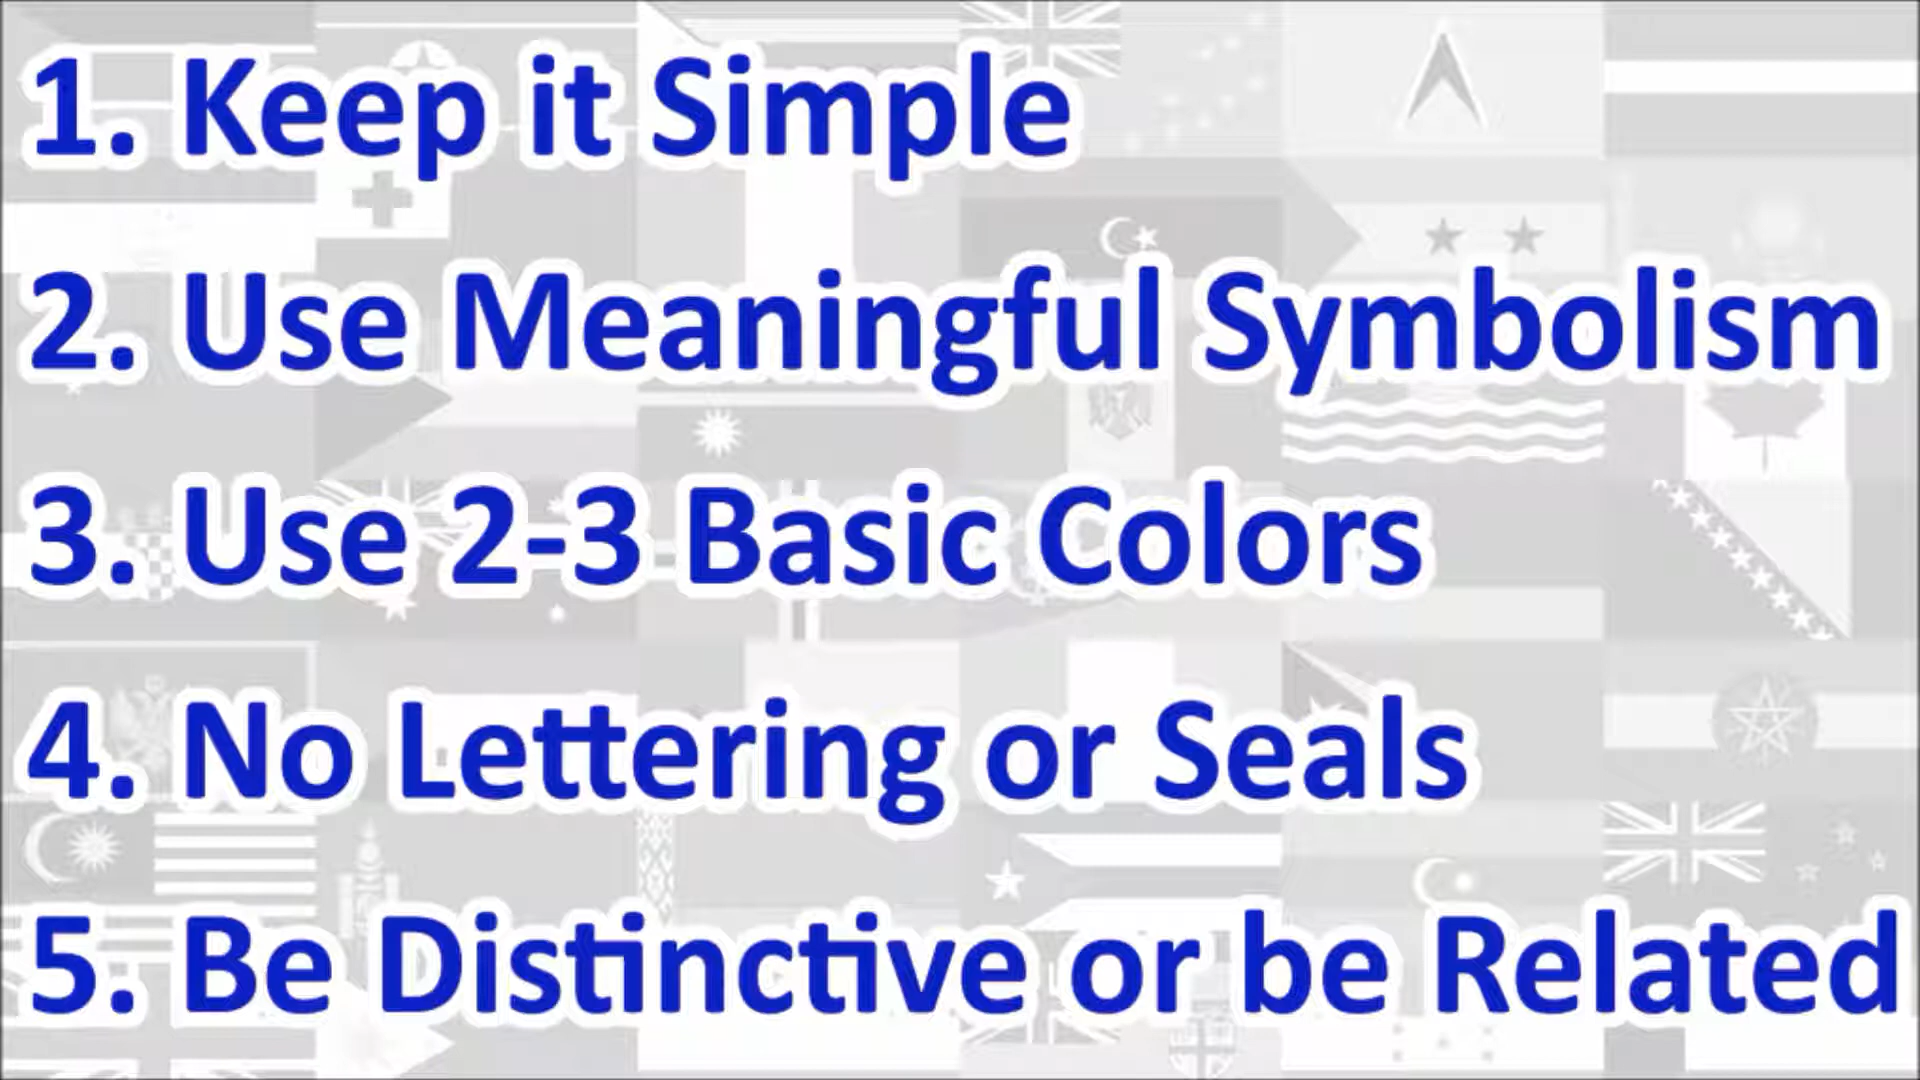 1. Keep it Simple
2. Use Meaningful Symbolism
3. Use 2-3 Basic Colors
4. No Lettering or Seals
5. Be Distinctive or be Related